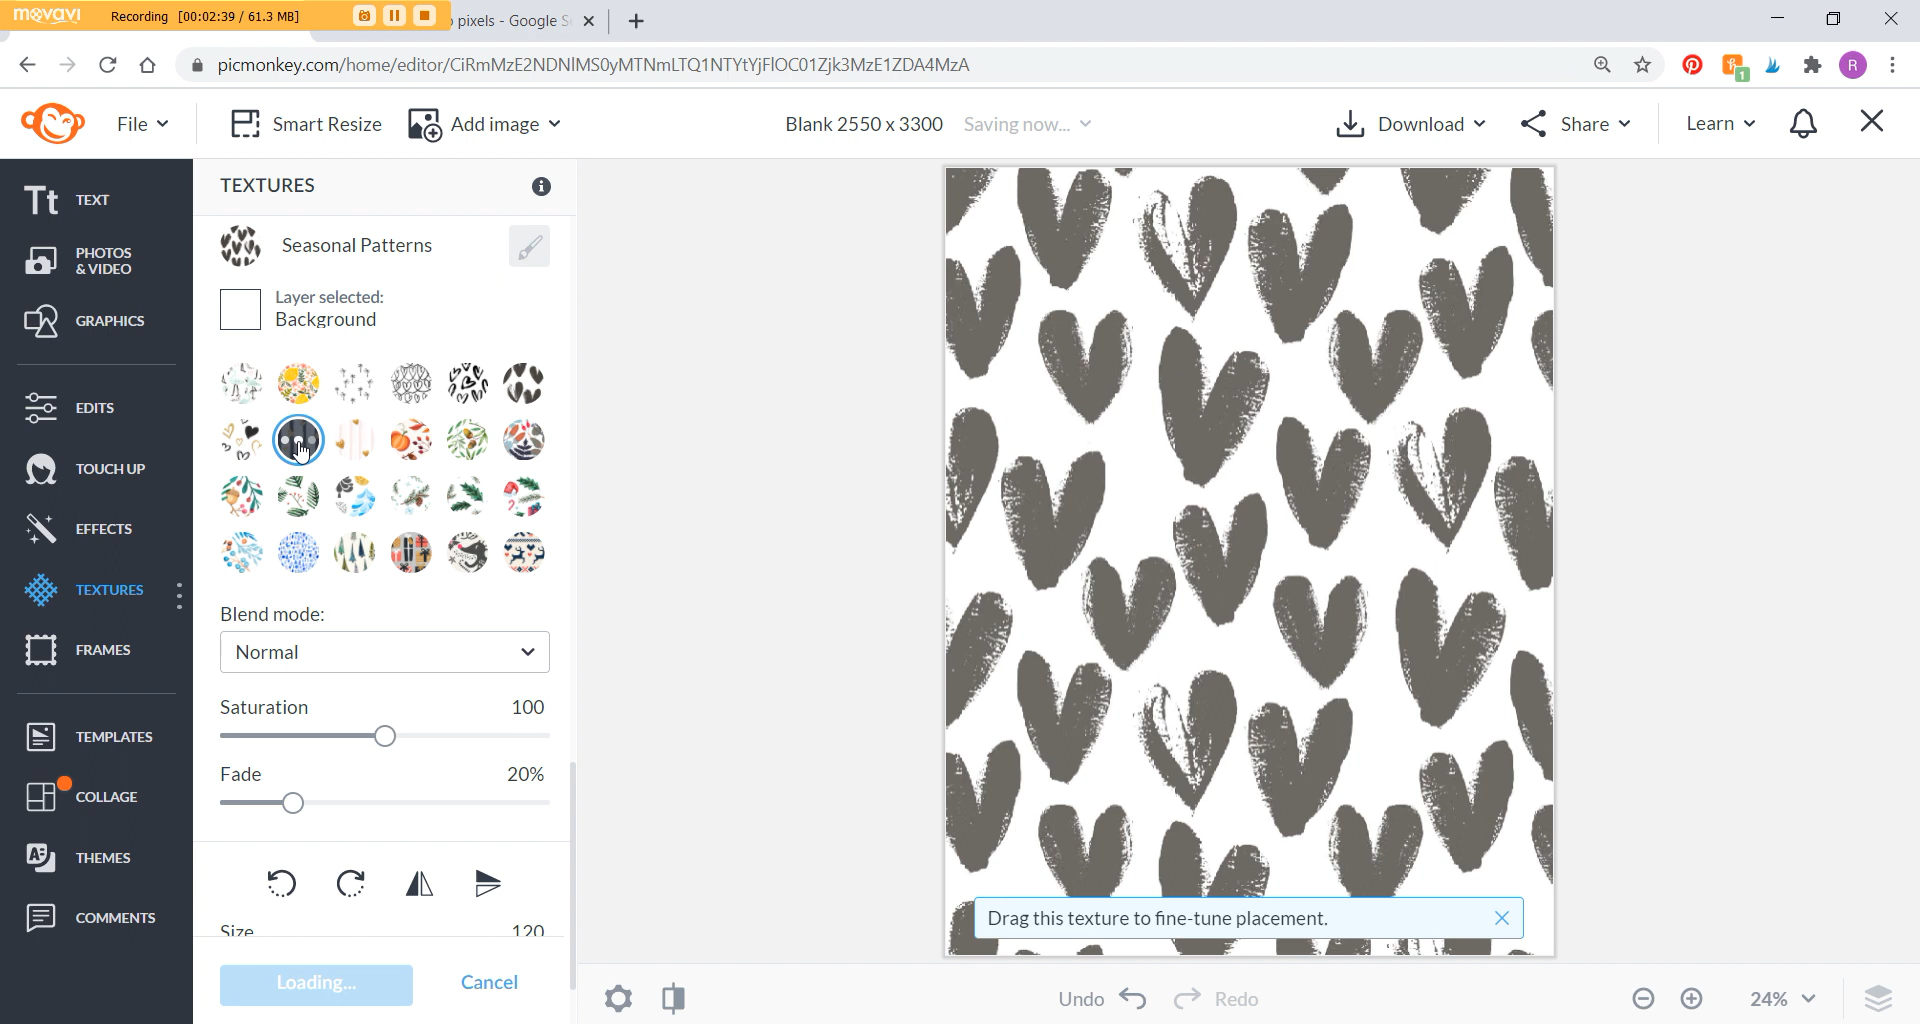 movavi Recording [00:02:39 / 61.3 MB]
pixels - Google S
picmonkey.com/home/editor/
R
1
File
Smart Resize
Add image
Blank 2550 x 3300
Saving now...
Download
Share
Learn
Tt TEXT
PHOTOS
& VIDEO
GRAPHICS
EDITS
TOUCH UP
EFFECTS
TEXTURES
FRAMES
TEMPLATES
COLLAGE
THEMES
COMMENTS
TEXTURES
Seasonal Patterns
Layer selected:
Background
Blend mode:
Normal
Saturation 100
Fade 20%
Size 120
Loading... Cancel
Drag this texture to fine-tune placement.
Undo
Redo
24%